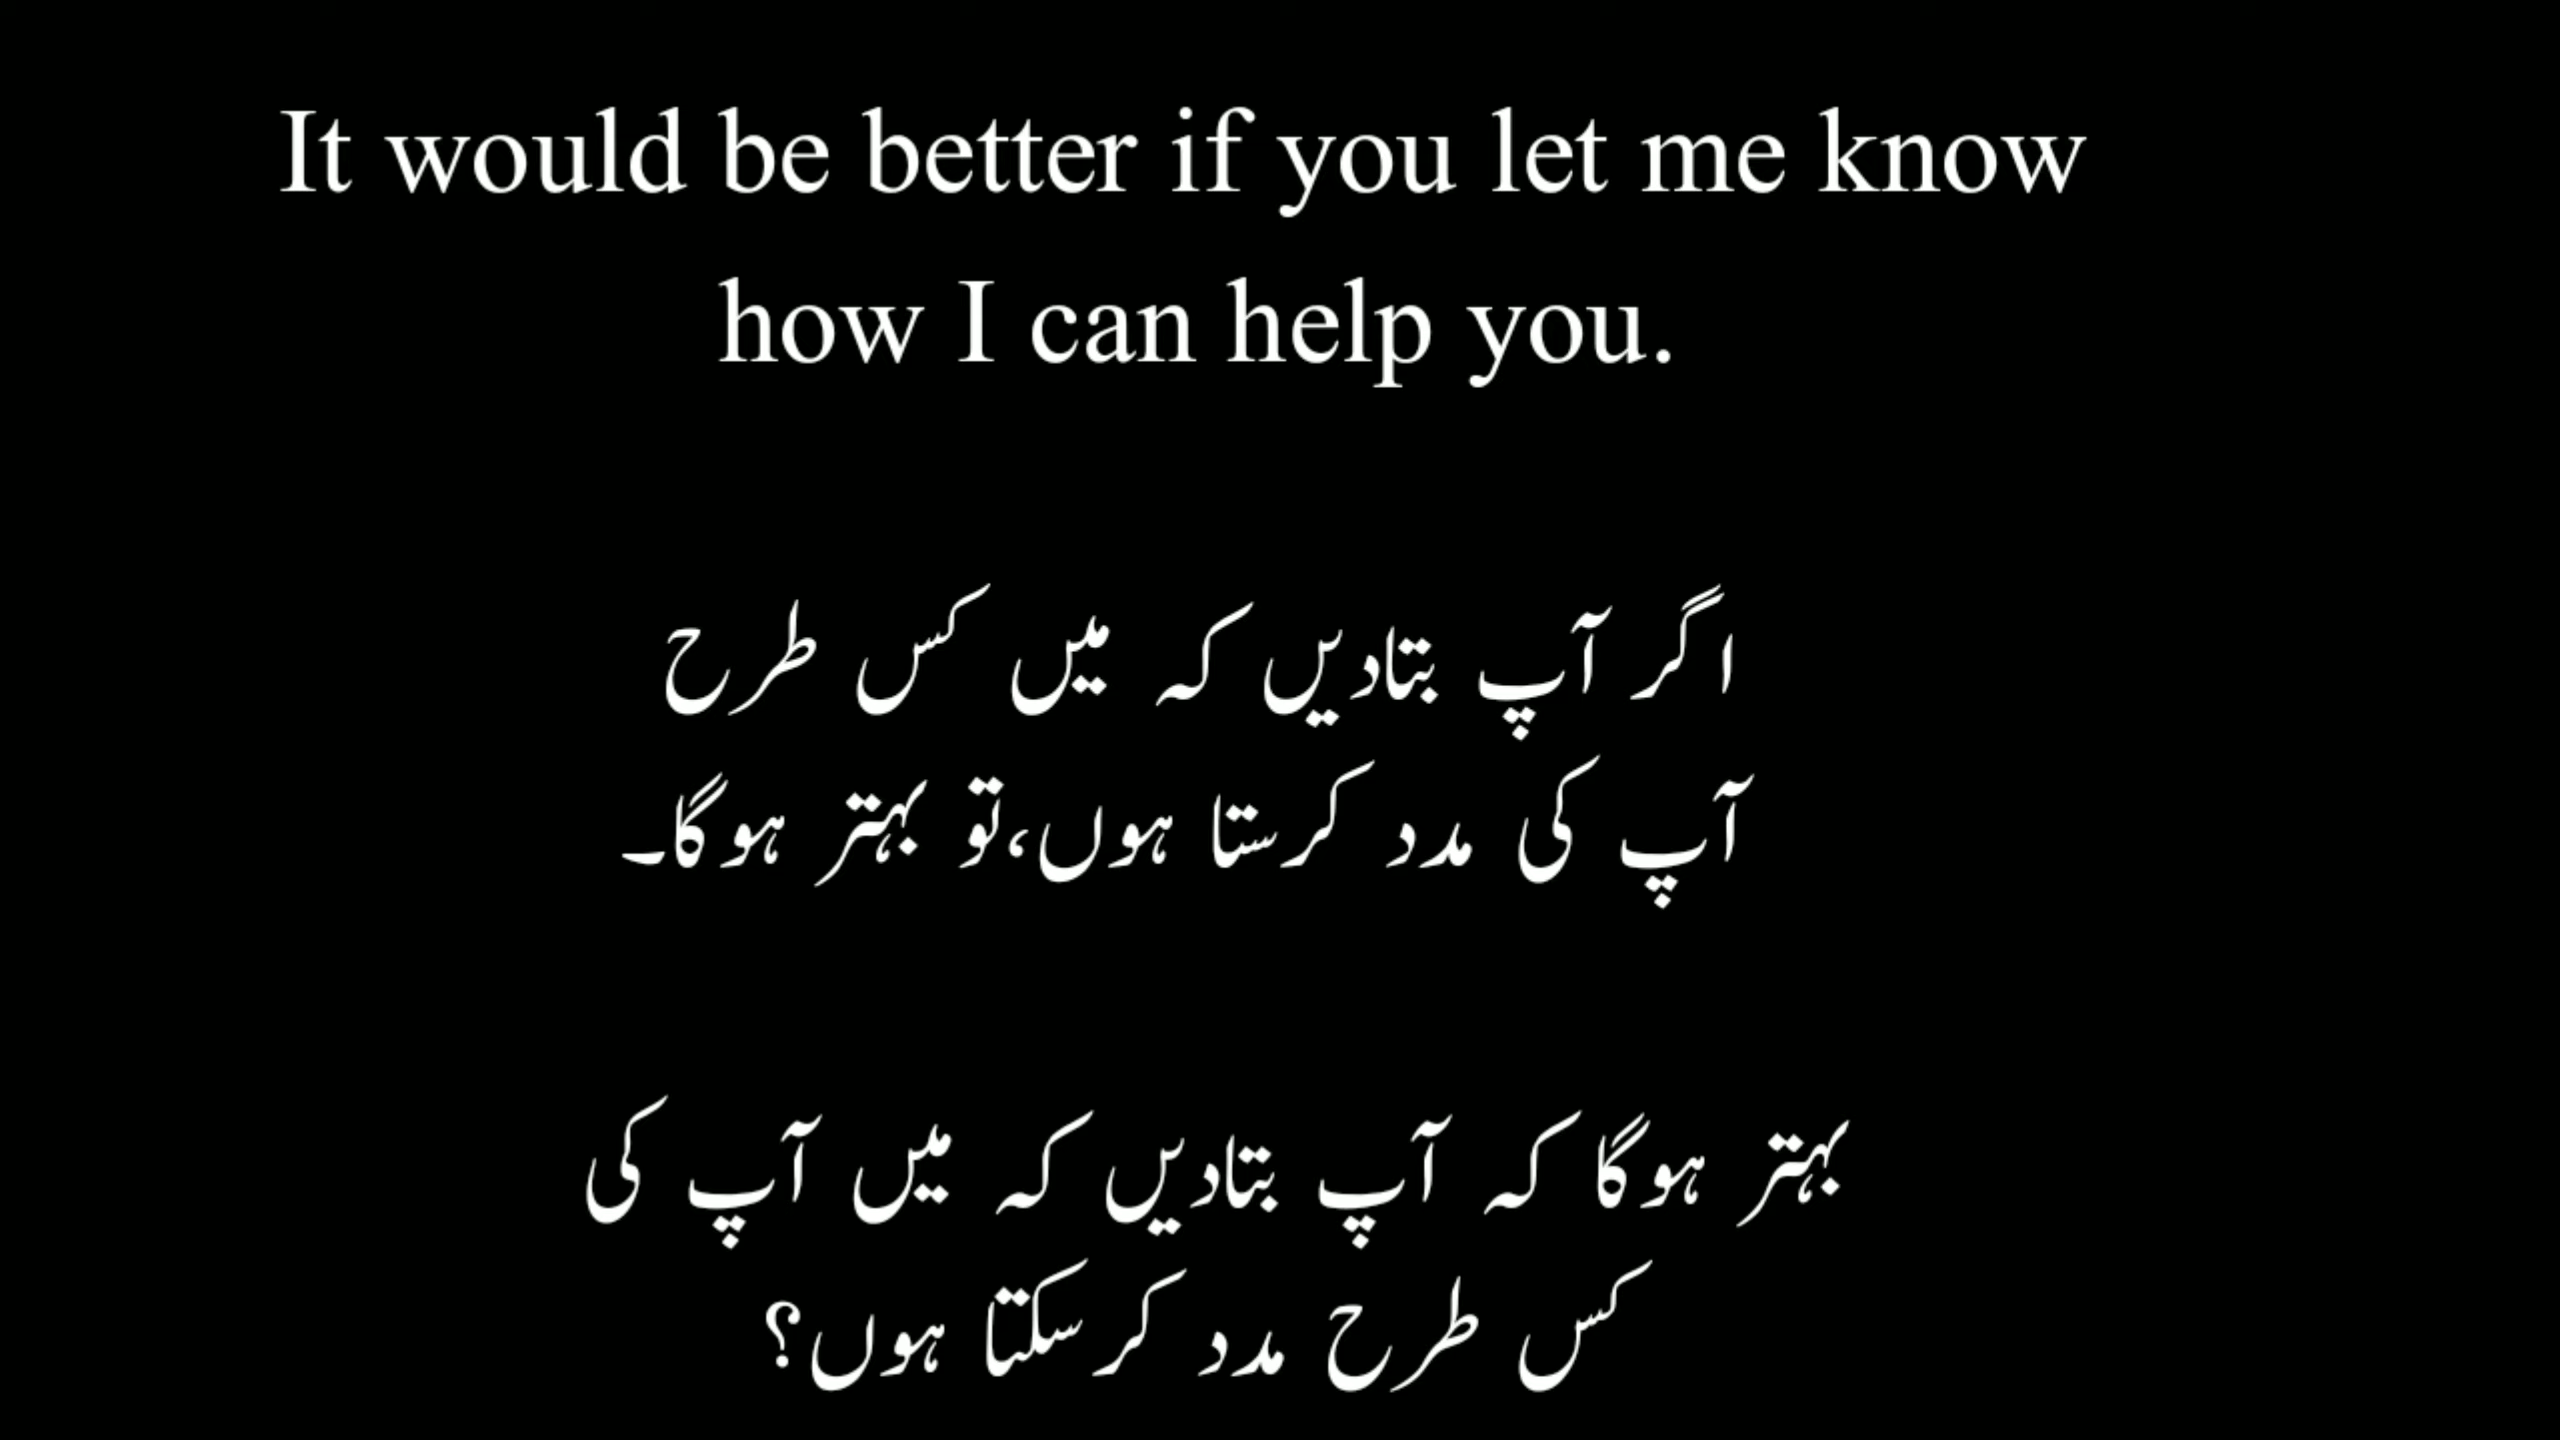 It would be better if you let me know
how I can help you.
اگر آپ بتادیں کہ میں کس طرح
آپ کی مدد کرستا ہوں،تو بہتر ہوگا۔
بہتر ہوگا کہ آپ بتادیں کہ میں آپ کی
کس طرح مدد کرسکتا ہوں؟